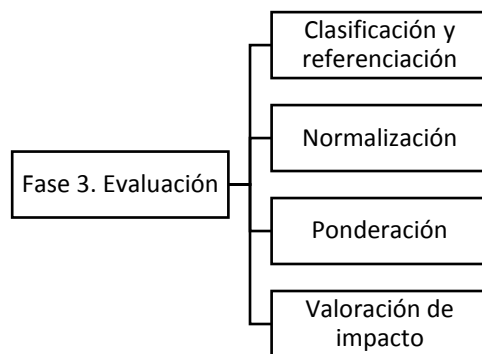 Clasificación y
referenciación
Normalización
Fase 3. Evaluación
Ponderación
Valoración de
impacto